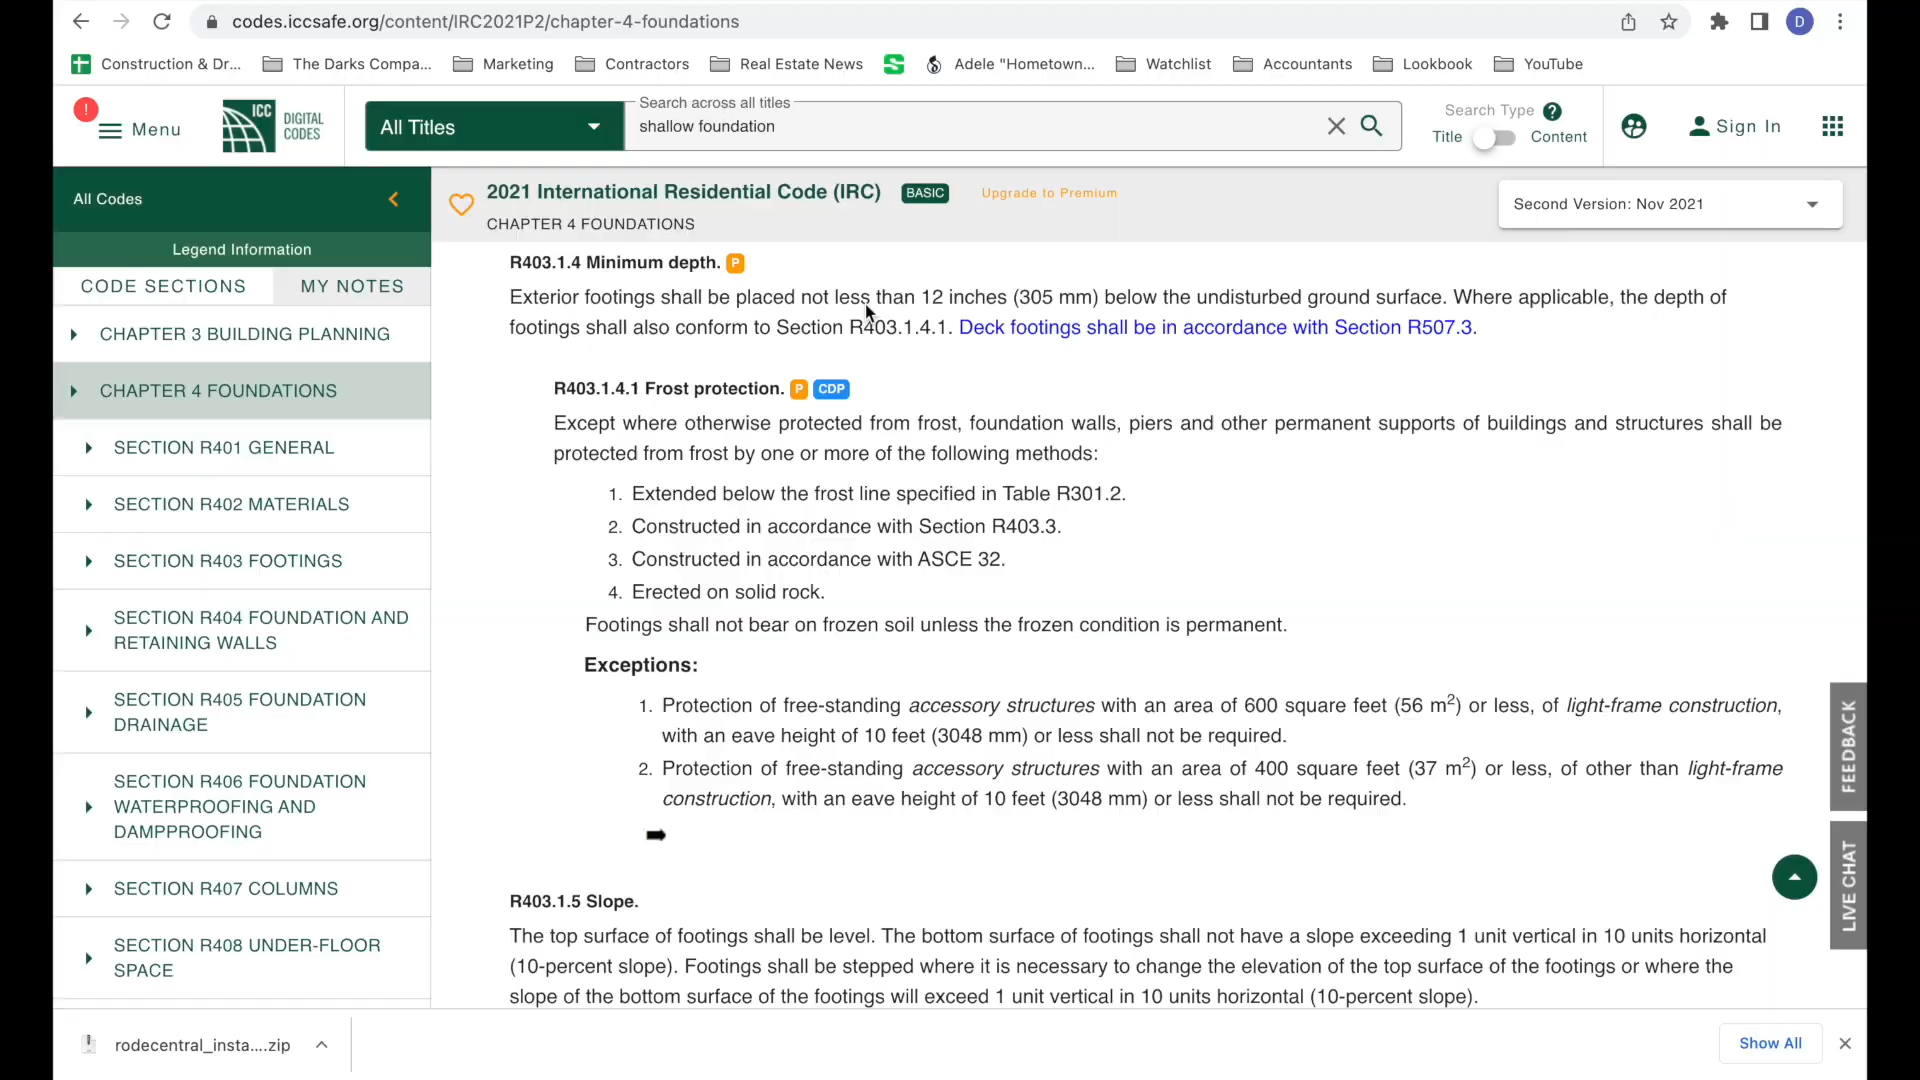 codes.iccsafe.org/content/IRC2021P2/chapter-4-foundations
D
Construction & Dr...
The Darks Compa...
Marketing
Contractors
Real Estate News
Adele "Hometown...
Watchlist
Accountants
Lookbook
YouTube
!
Menu
ICC
DIGITAL
CODES
All Titles
Search across all titles
shallow foundation
Search Type ?
Title
Content
Sign In
All Codes
Legend Information
CODE SECTIONS
MY NOTES
CHAPTER 3 BUILDING PLANNING
CHAPTER 4 FOUNDATIONS
SECTION R401 GENERAL
SECTION R402 MATERIALS
SECTION R403 FOOTINGS
SECTION R404 FOUNDATION AND
RETAINING WALLS
SECTION R405 FOUNDATION
DRAINAGE
SECTION R406 FOUNDATION
WATERPROOFING AND
DAMPPROOFING
SECTION R407 COLUMNS
SECTION R408 UNDER-FLOOR
SPACE
2021 International Residential Code (IRC)
BASIC
Upgrade to Premium
CHAPTER 4 FOUNDATIONS
Second Version: Nov 2021
R403.1.4 Minimum depth. P
Exterior footings shall be placed not less than 12 inches (305 mm) below the undisturbed ground surface. Where applicable, the depth of
footings shall also conform to Section R403.1.4.1. Deck footings shall be in accordance with Section R507.3.
R403.1.4.1 Frost protection. P CDP
Except where otherwise protected from frost, foundation walls, piers and other permanent supports of buildings and structures shall be
protected from frost by one or more of the following methods:
1. Extended below the frost line specified in Table R301.2.
2. Constructed in accordance with Section R403.3.
3. Constructed in accordance with ASCE 32.
4. Erected on solid rock.
Footings shall not bear on frozen soil unless the frozen condition is permanent.
Exceptions:
1. Protection of free-standing accessory structures with an area of 600 square feet (56 m²) or less, of light-frame construction,
with an eave height of 10 feet (3048 mm) or less shall not be required.
2. Protection of free-standing accessory structures with an area of 400 square feet (37 m²) or less, of other than light-frame
construction, with an eave height of 10 feet (3048 mm) or less shall not be required.
R403.1.5 Slope.
The top surface of footings shall be level. The bottom surface of footings shall not have a slope exceeding 1 unit vertical in 10 units horizontal
(10-percent slope). Footings shall be stepped where it is necessary to change the elevation of the top surface of the footings or where the
slope of the bottom surface of the footings will exceed 1 unit vertical in 10 units horizontal (10-percent slope).
FEEDBACK
LIVE CHAT
rodecentral_insta....zip
Show All